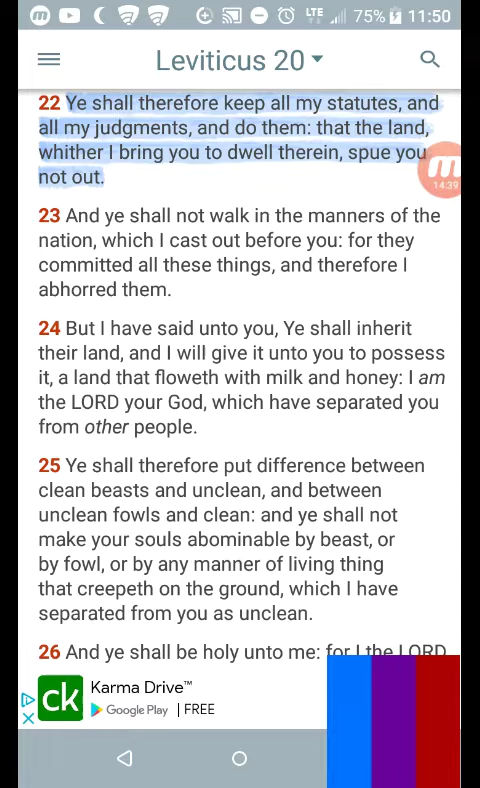 LTE 75% 11:50
Leviticus 20
22 Ye shall therefore keep all my statutes, and
all my judgments, and do them: that the land,
whither I bring you to dwell therein, spue you
not out.
14:39
23 And ye shall not walk in the manners of the
nation, which I cast out before you: for they
committed all these things, and therefore I
abhorred them.
24 But I have said unto you, Ye shall inherit
their land, and I will give it unto you to possess
it, a land that floweth with milk and honey: I am
the LORD your God, which have separated you
from other people.
25 Ye shall therefore put difference between
clean beasts and unclean, and between
unclean fowls and clean: and ye shall not
make your souls abominable by beast, or
by fowl, or by any manner of living thing
that creepeth on the ground, which I have
separated from you as unclean.
26 And ye shall be holy unto me: for I the LORD
ck
Karma Drive™
Google Play | FREE